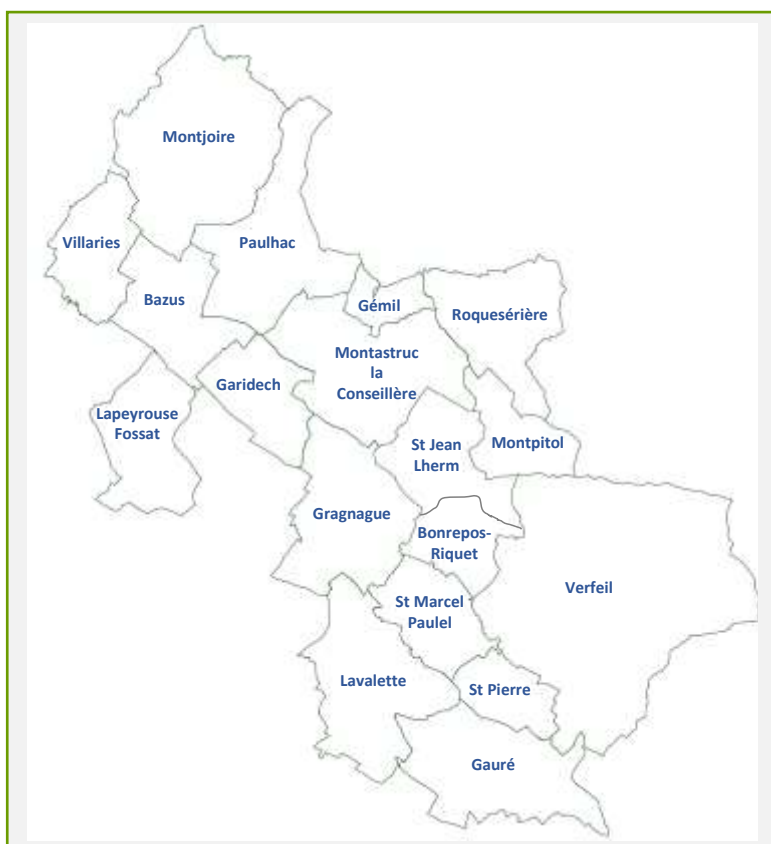 Montjoire
Villaries
Paulhac
Bazus
Gémil
Roquesérière
Montastruc
la
Conseillère
Garidech
Lapeyrouse
Fossat
St Jean
Lherm
Montpitol
Gragnague
Bonrepos-
Riquet
Verfeil
St Marcel
Paulel
Lavalette
St Pierre
Gauré